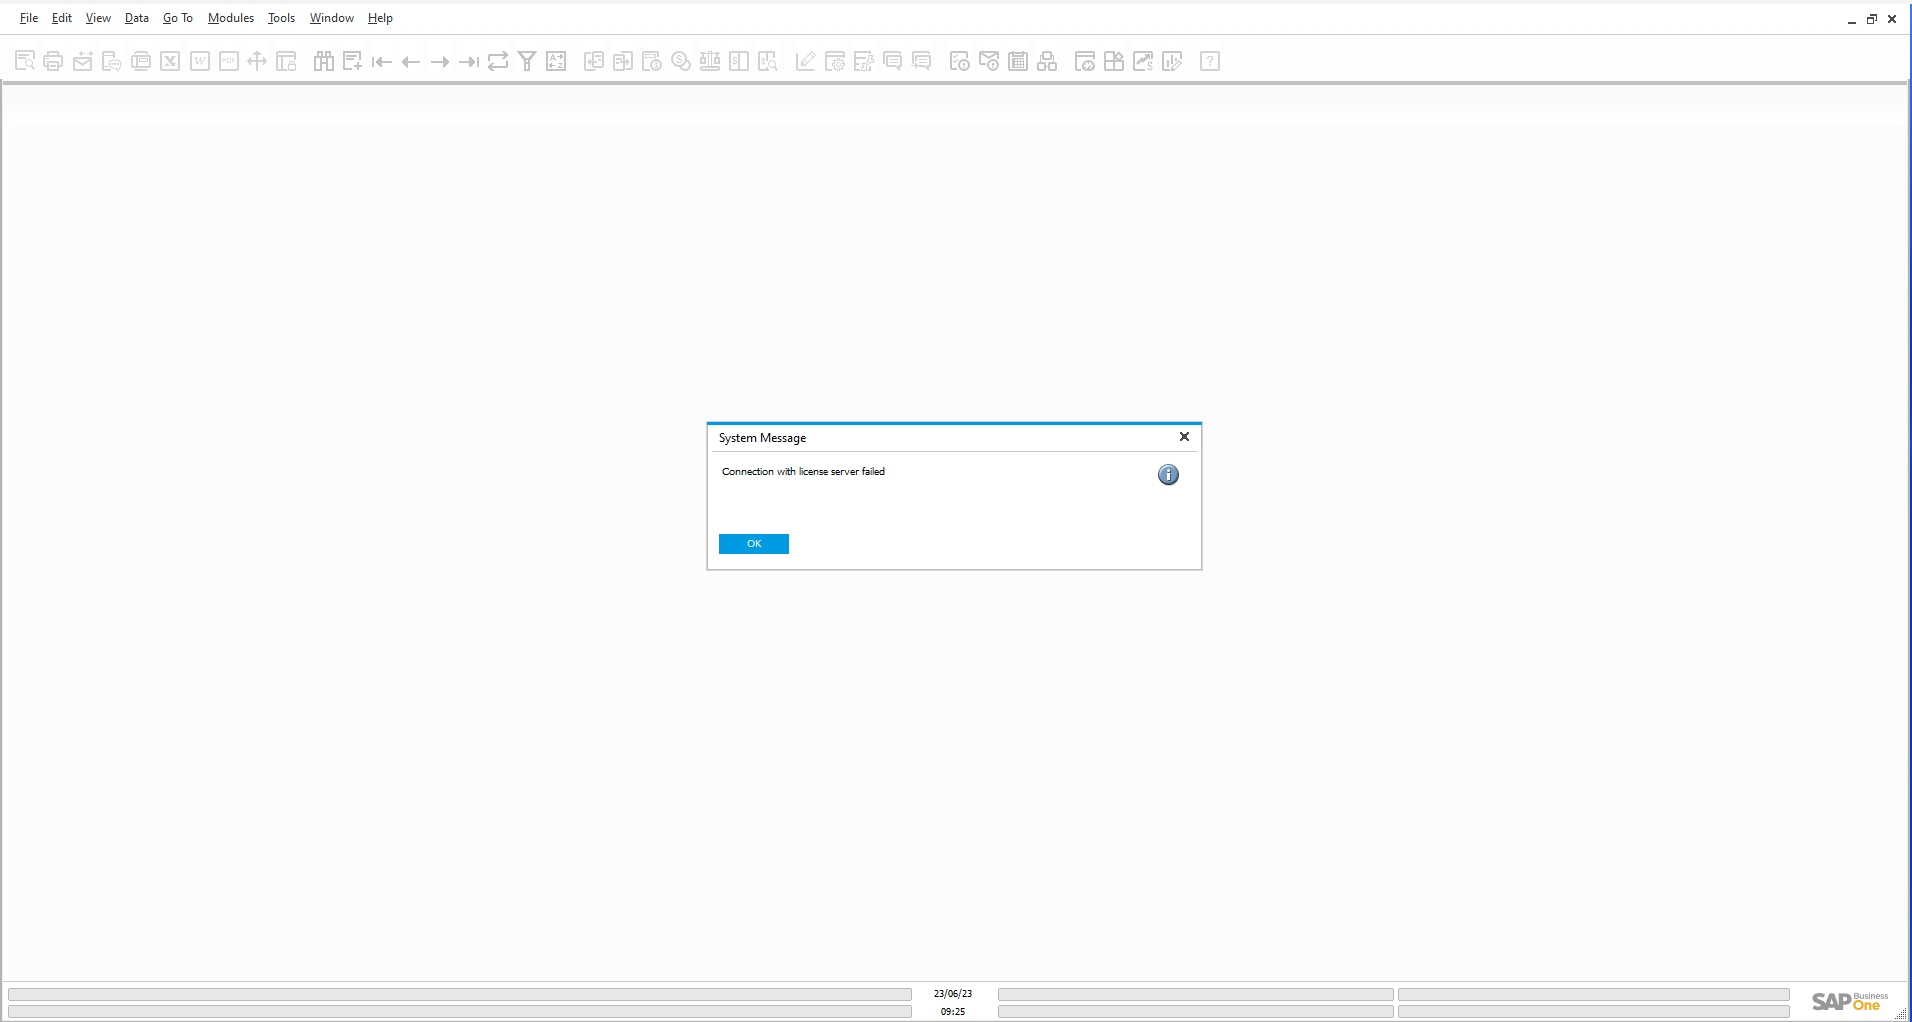 File Edit View Data Go To Modules Tools Window Help
System Message
Connection with license server failed
OK
23/06/23
09:25
SAP Business One